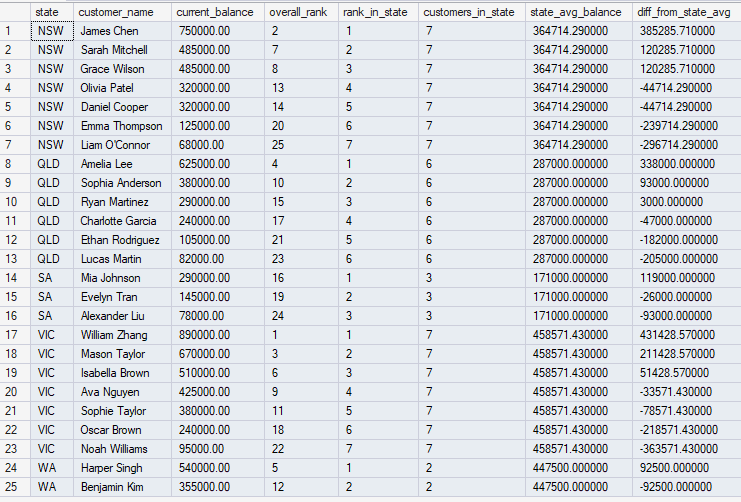 state customer_name current_balance overall_rank rank_in_state customers_in_state state_avg_balance diff_from_state_avg
1 NSW James Chen 750000.00 2 1 7 364714.290000 385285.710000
2 NSW Sarah Mitchell 485000.00 7 2 7 364714.290000 120285.710000
3 NSW Grace Wilson 485000.00 8 3 7 364714.290000 120285.710000
4 NSW Olivia Patel 320000.00 13 4 7 364714.290000 -44714.290000
5 NSW Daniel Cooper 320000.00 14 5 7 364714.290000 -44714.290000
6 NSW Emma Thompson 125000.00 20 6 7 364714.290000 -239714.290000
7 NSW Liam O'Connor 68000.00 25 7 7 364714.290000 -296714.290000
8 QLD Amelia Lee 625000.00 4 1 6 287000.000000 338000.000000
9 QLD Sophia Anderson 380000.00 10 2 6 287000.000000 93000.000000
10 QLD Ryan Martinez 290000.00 15 3 6 287000.000000 3000.000000
11 QLD Charlotte Garcia 240000.00 17 4 6 287000.000000 -47000.000000
12 QLD Ethan Rodriguez 105000.00 21 5 6 287000.000000 -182000.000000
13 QLD Lucas Martin 82000.00 23 6 6 287000.000000 -205000.000000
14 SA Mia Johnson 290000.00 16 1 3 171000.000000 119000.000000
15 SA Evelyn Tran 145000.00 19 2 3 171000.000000 -26000.000000
16 SA Alexander Liu 78000.00 24 3 3 171000.000000 -93000.000000
17 VIC William Zhang 890000.00 1 1 7 458571.430000 431428.570000
18 VIC Mason Taylor 670000.00 3 2 7 458571.430000 211428.570000
19 VIC Isabella Brown 510000.00 6 3 7 458571.430000 51428.570000
20 VIC Ava Nguyen 425000.00 9 4 7 458571.430000 -33571.430000
21 VIC Sophie Taylor 380000.00 11 5 7 458571.430000 -78571.430000
22 VIC Oscar Brown 240000.00 18 6 7 458571.430000 -218571.430000
23 VIC Noah Williams 95000.00 22 7 7 458571.430000 -363571.430000
24 WA Harper Singh 540000.00 5 1 2 447500.000000 92500.000000
25 WA Benjamin Kim 355000.00 12 2 2 447500.000000 -92500.000000